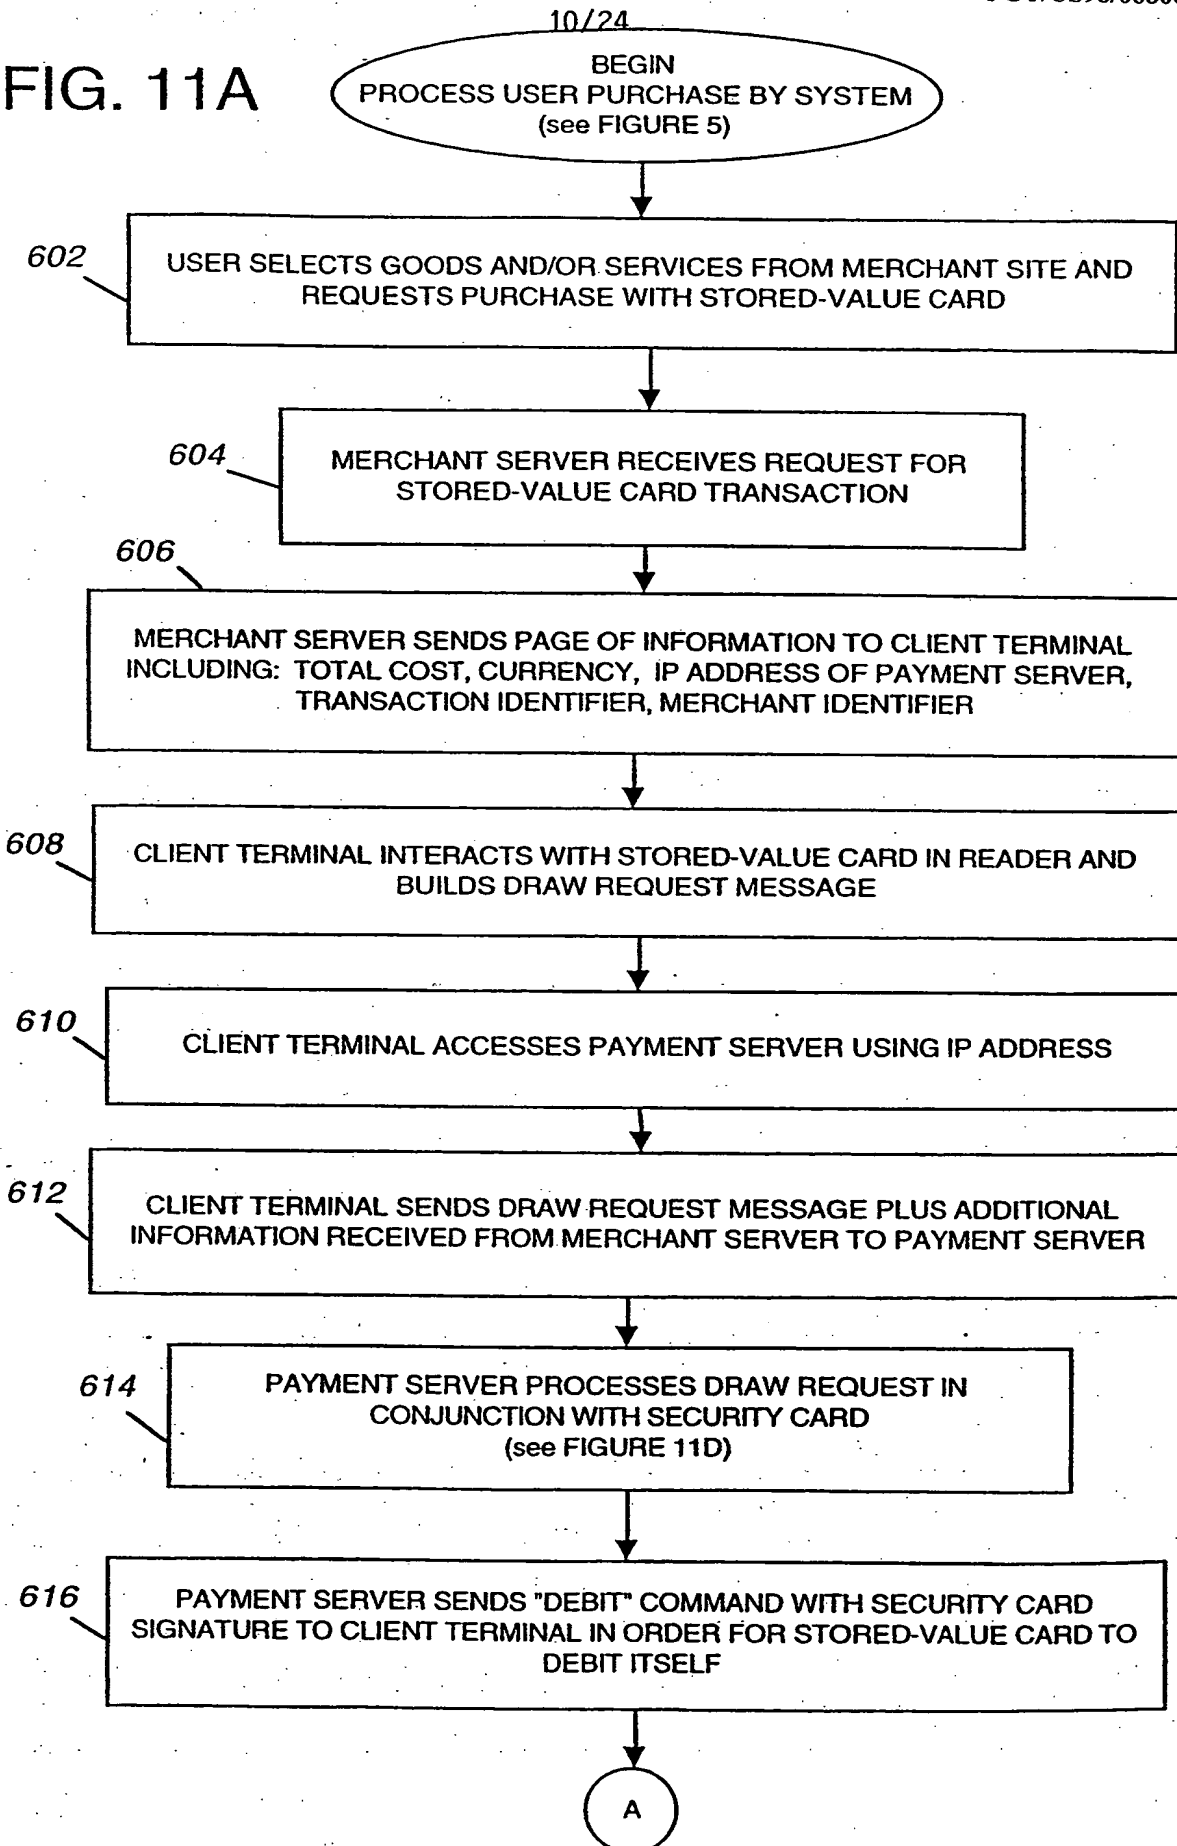 10/24
FIG. 11A
BEGIN
PROCESS USER PURCHASE BY SYSTEM
(see FIGURE 5)
602
USER SELECTS GOODS AND/OR SERVICES FROM MERCHANT SITE AND
REQUESTS PURCHASE WITH STORED-VALUE CARD
604
MERCHANT SERVER RECEIVES REQUEST FOR
STORED-VALUE CARD TRANSACTION
606
MERCHANT SERVER SENDS PAGE OF INFORMATION TO CLIENT TERMINAL
INCLUDING: TOTAL COST, CURRENCY, IP ADDRESS OF PAYMENT SERVER,
TRANSACTION IDENTIFIER, MERCHANT IDENTIFIER
608
CLIENT TERMINAL INTERACTS WITH STORED-VALUE CARD IN READER AND
BUILDS DRAW REQUEST MESSAGE
610
CLIENT TERMINAL ACCESSES PAYMENT SERVER USING IP ADDRESS
612
CLIENT TERMINAL SENDS DRAW REQUEST MESSAGE PLUS ADDITIONAL
INFORMATION RECEIVED FROM MERCHANT SERVER TO PAYMENT SERVER
614
PAYMENT SERVER PROCESSES DRAW REQUEST IN
CONJUNCTION WITH SECURITY CARD
(see FIGURE 11D)
616
PAYMENT SERVER SENDS "DEBIT" COMMAND WITH SECURITY CARD
SIGNATURE TO CLIENT TERMINAL IN ORDER FOR STORED-VALUE CARD TO
DEBIT ITSELF
A